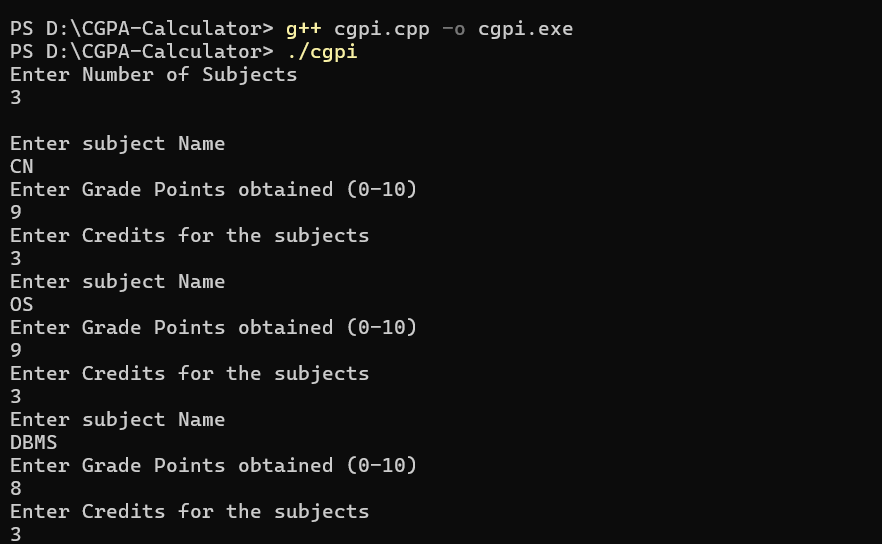 PS D:\CGPA-Calculator> g++ cgpi.cpp -o cgpi.exe
PS D:\CGPA-Calculator> ./cgpi
Enter Number of Subjects
3
Enter subject Name
CN
Enter Grade Points obtained (0-10)
9
Enter Credits for the subjects
3
Enter subject Name
OS
Enter Grade Points obtained (0-10)
9
Enter Credits for the subjects
3
Enter subject Name
DBMS
Enter Grade Points obtained (0-10)
8
Enter Credits for the subjects
3